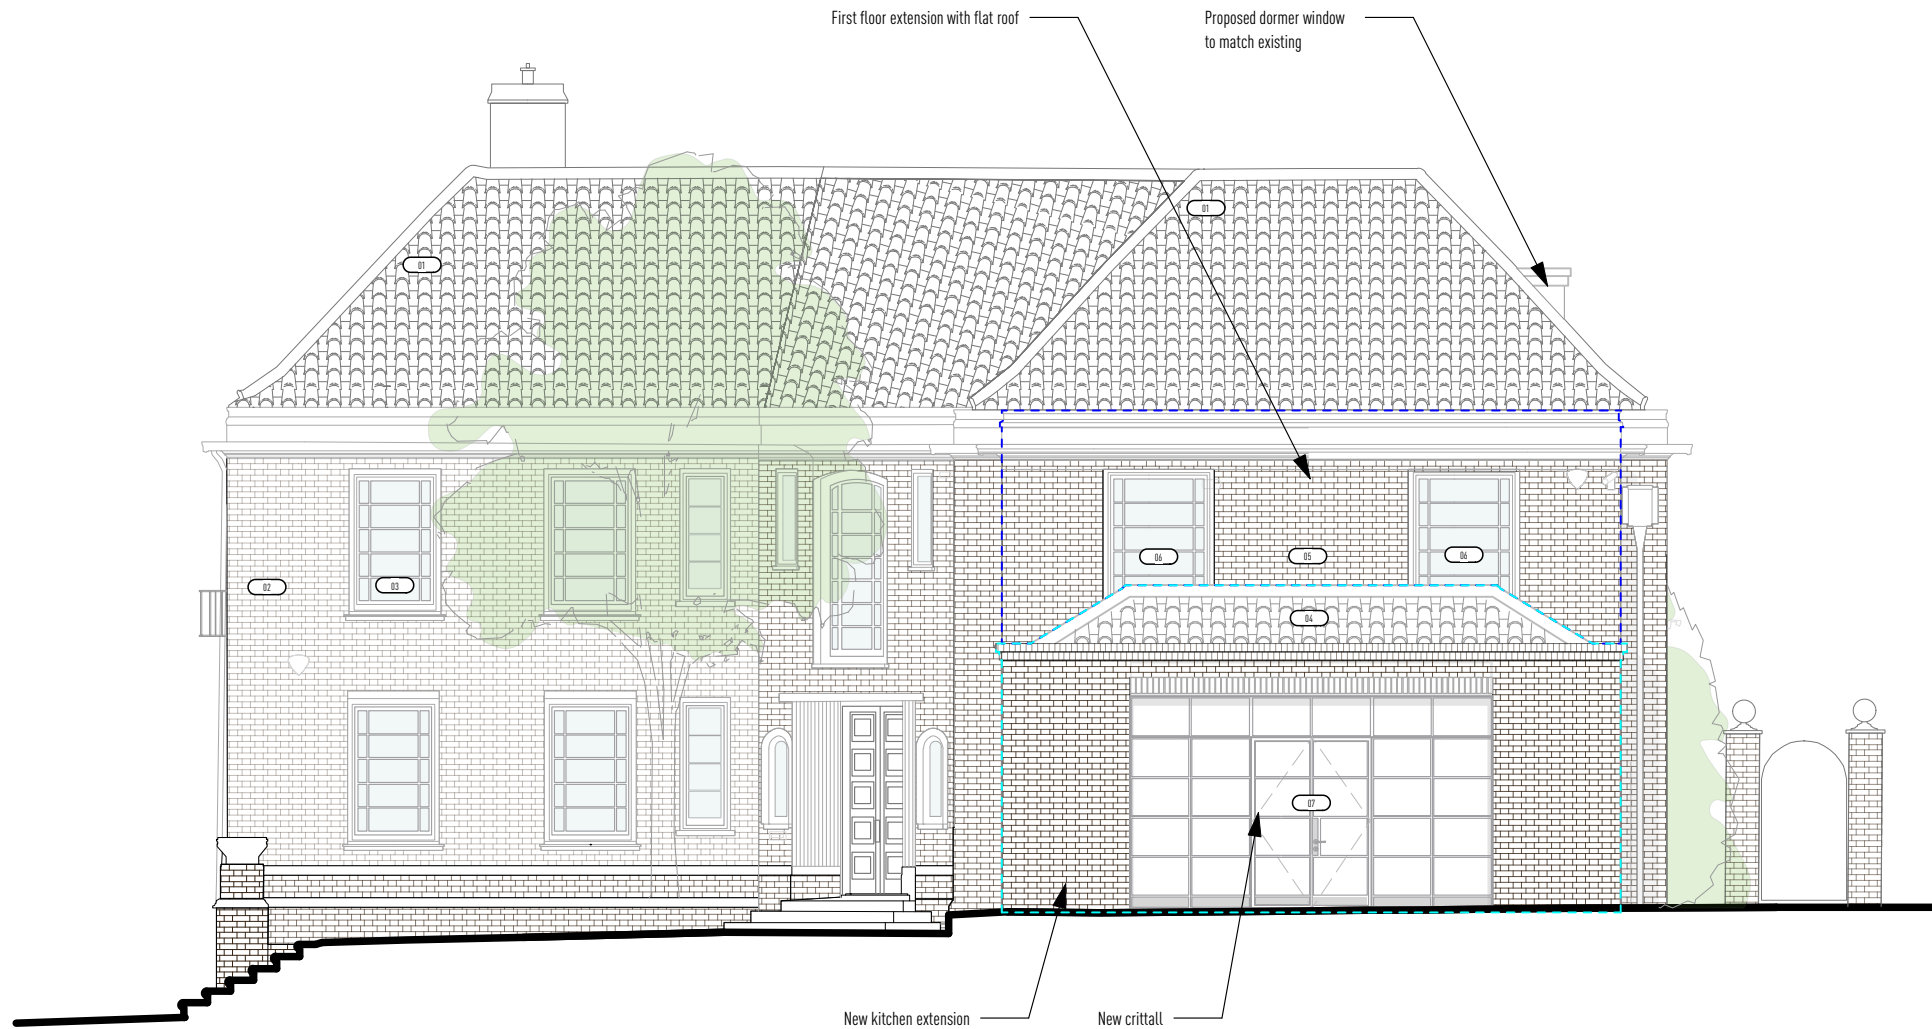 First floor extension with flat roof
Proposed dormer window
to match existing
01
01
06
05
06
02
03
04
07
New kitchen extension
New crittall